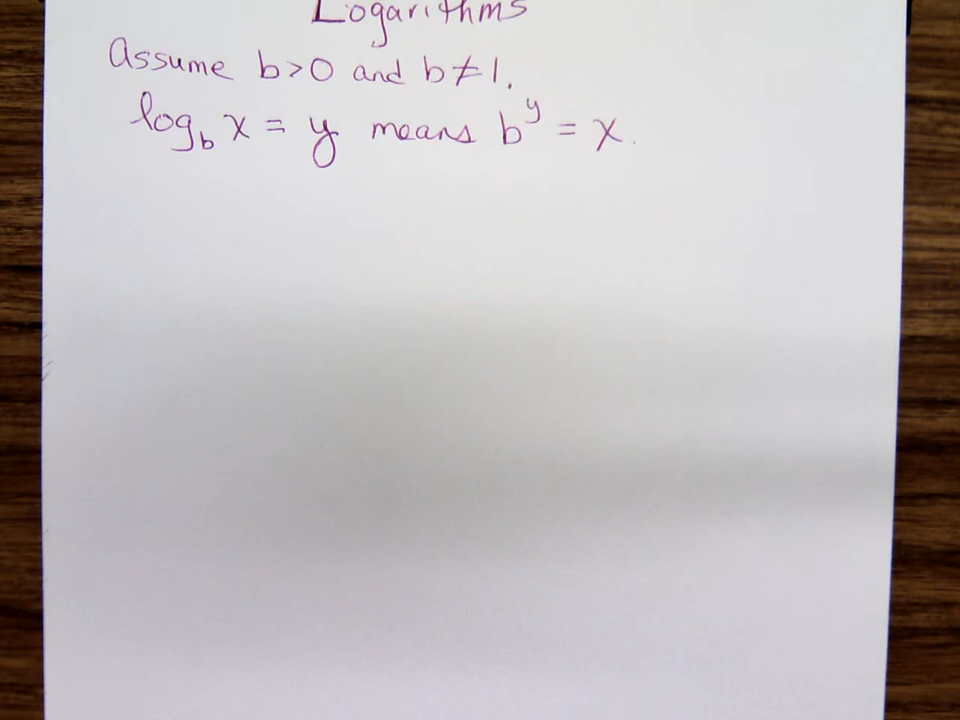 Logarithms
Assume b>0 and b≠1.
log_b x = y means b^y = x.